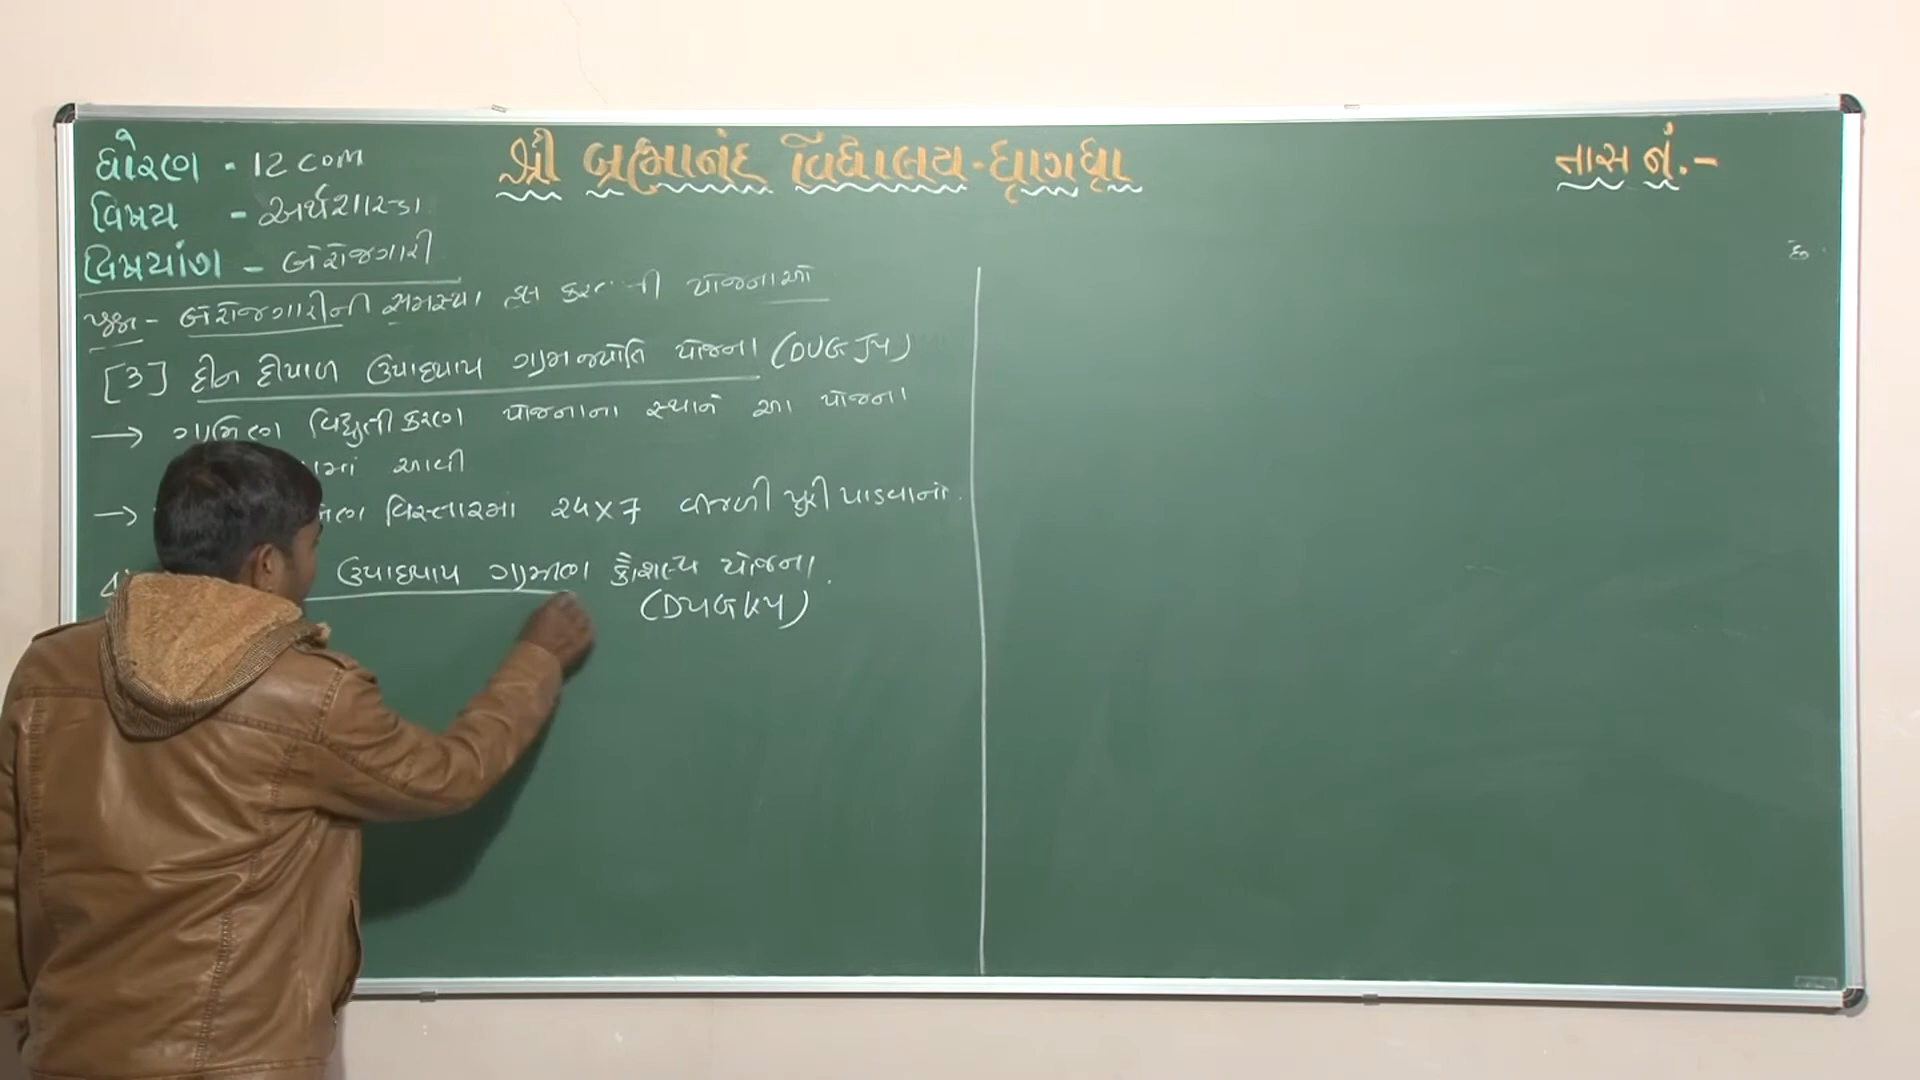 શ્રી બ્રહ્માનંદ વિદ્યાલય - ધ્રાંગધ્રા
તાસ નં. -
ધોરણ - 12 COM
વિષય - અર્થશાસ્ત્ર
વિષયાંગ - બેરોજગારી
પ્રશ્ન - બેરોજગારીની સમસ્યા હલ કરવાની યોજનાઓ
[3] દીન દયાળ ઉપાધ્યાય ગ્રામજ્યોતિ યોજના (DUGJY)
→ ગ્રામિણ વિદ્યુતીકરણ યોજનાના સ્થાને આ યોજના
આવી
→ વિસ્તારમાં 24x7 વીજળી પુરી પાડવાનો.
ઉપાધ્યાય ગ્રામીણ કૌશલ્ય યોજના.
(DUGKY)